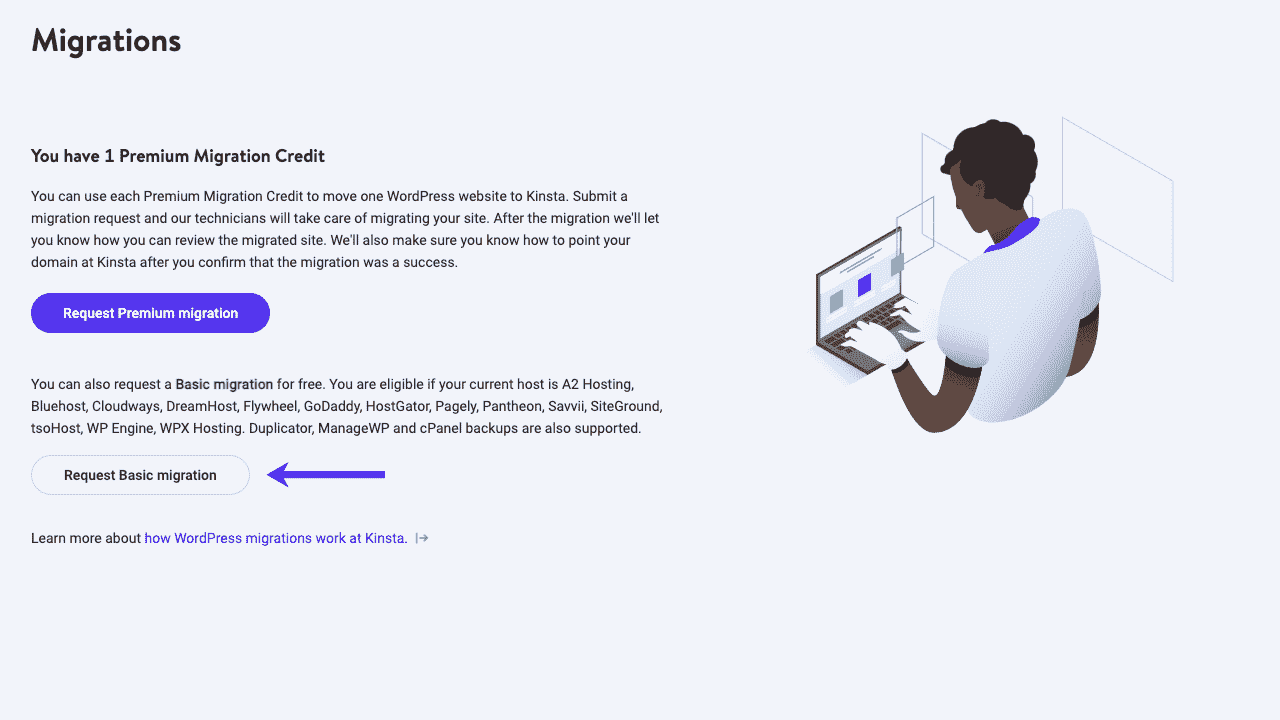 Migrations
You have 1 Premium Migration Credit
You can use each Premium Migration Credit to move one WordPress website to Kinsta. Submit a
migration request and our technicians will take care of migrating your site. After the migration we'll let
you know how you can review the migrated site. We'll also make sure you know how to point your
domain at Kinsta after you confirm that the migration was a success.
Request Premium migration
You can also request a Basic migration for free. You are eligible if your current host is A2 Hosting,
Bluehost, Cloudways, DreamHost, Flywheel, GoDaddy, HostGator, Pagely, Pantheon, Savvii, SiteGround,
tsoHost, WP Engine, WPX Hosting. Duplicator, ManageWP and cPanel backups are also supported.
Request Basic migration
Learn more about how WordPress migrations work at Kinsta.